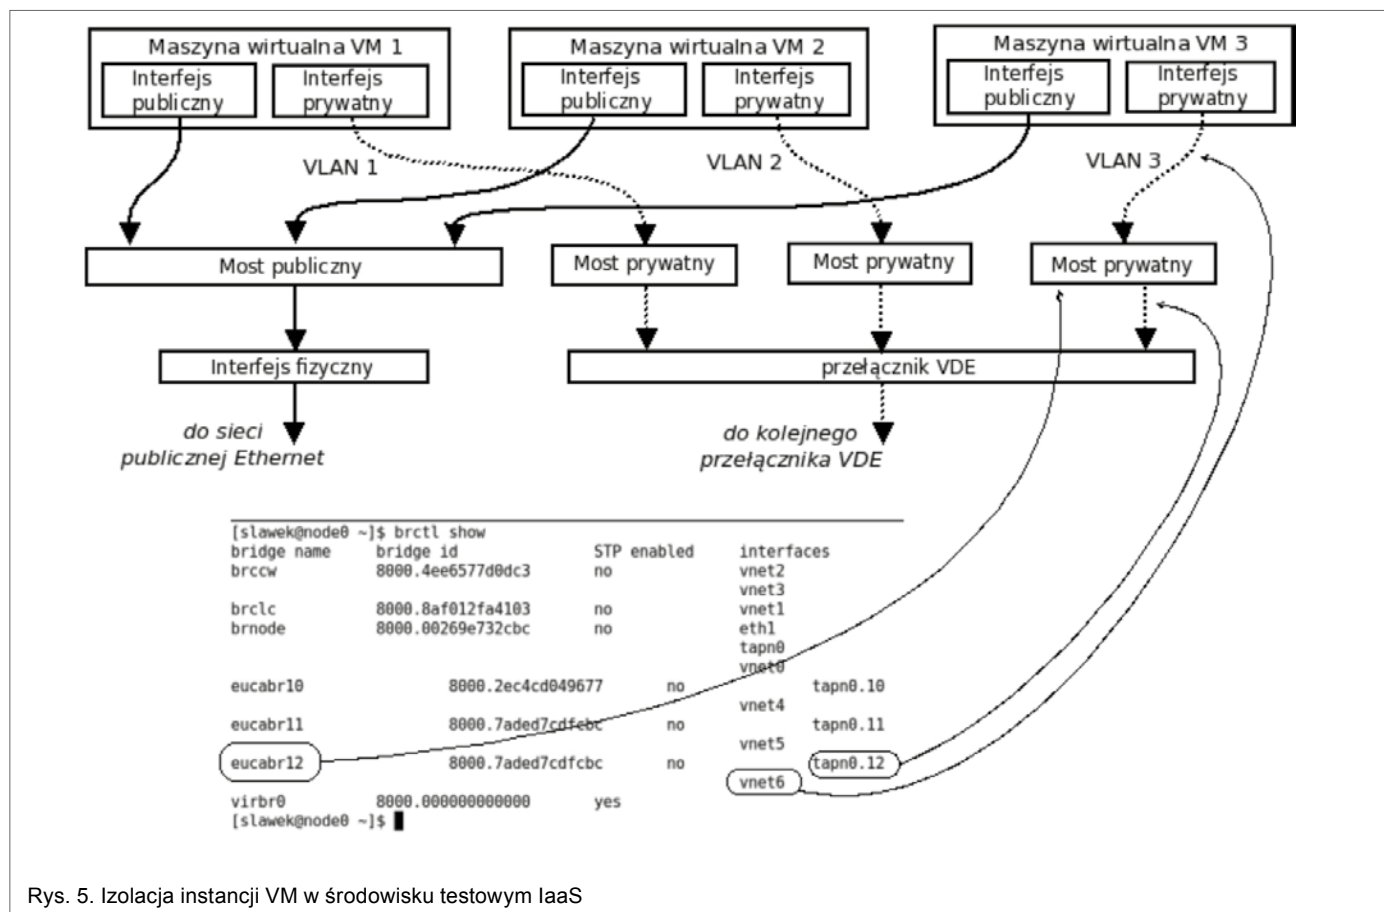 Maszyna wirtualna VM 1
Interfejs
publiczny
Interfejs
prywatny
Maszyna wirtualna VM 2
Interfejs
publiczny
Interfejs
prywatny
Maszyna wirtualna VM 3
Interfejs
publiczny
Interfejs
prywatny
VLAN 1
VLAN 2
VLAN 3
Most publiczny
Most prywatny
Most prywatny
Most prywatny
Interfejs fizyczny
przełącznik VDE
do sieci
publicznej Ethernet
do kolejnego
przełącznika VDE
[slawek@node0 ~]$ brctl show
bridge name bridge id STP enabled interfaces
brccw 8000.4ee6577d0dc3 no vnet2
vnet3
brclc 8000.8af012fa4103 no vnet1
brnode 8000.00269e732cbc no eth1
tapn0
vnet0
eucabr10 8000.2ec4cd049677 no tapn0.10
vnet4
eucabr11 8000.7aded7cdfcbc no tapn0.11
vnet5
eucabr12 8000.7aded7cdfcbc no tapn0.12
vnet6
virbr0 8000.000000000000 yes
[slawek@node0 ~]$
Rys. 5. Izolacja instancji VM w środowisku testowym IaaS